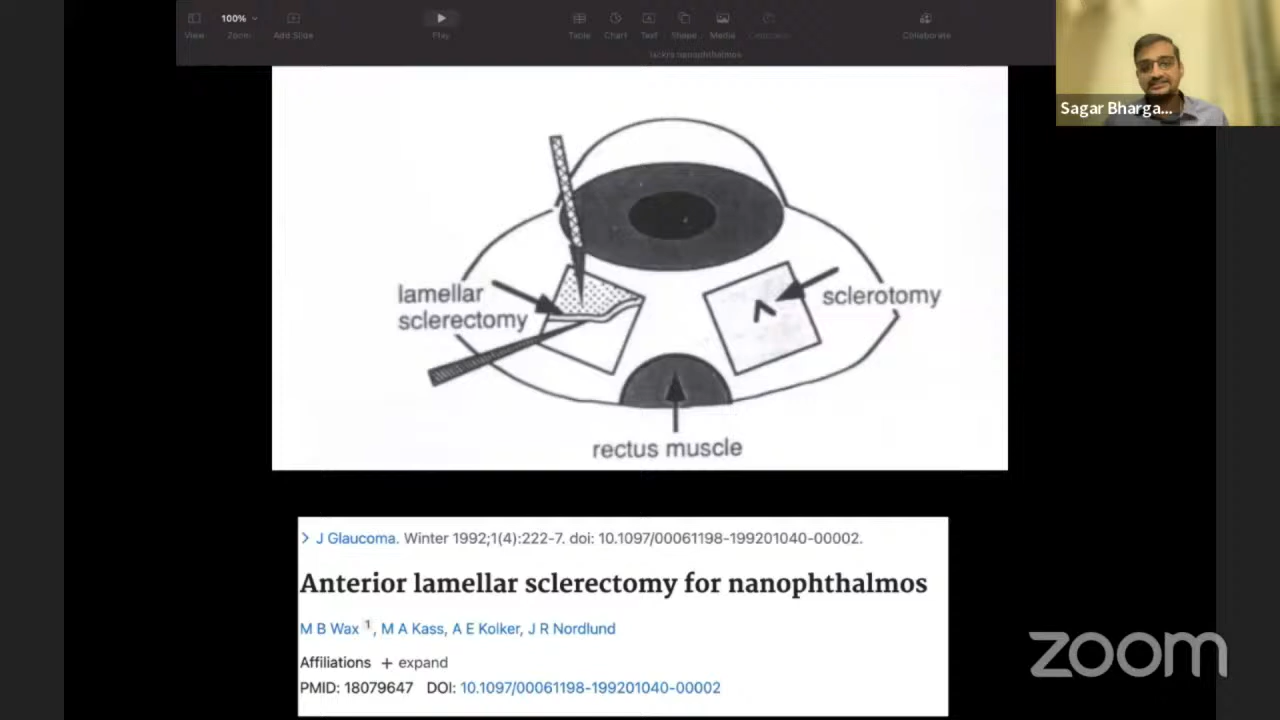 100%
View
Zoom
Add Slide
Play
Table
Chart
Text
Shape
Media
Collaborate
nanophthalmos
Sagar Bharga...
lamellar
sclerectomy
sclerotomy
rectus muscle
J Glaucoma. Winter 1992;1(4):222-7. doi: 10.1097/00061198-199201040-00002.
Anterior lamellar sclerectomy for nanophthalmos
M B Wax 1, M A Kass, A E Kolker, J R Nordlund
Affiliations + expand
PMID: 18079647 DOI: 10.1097/00061198-199201040-00002
zoom